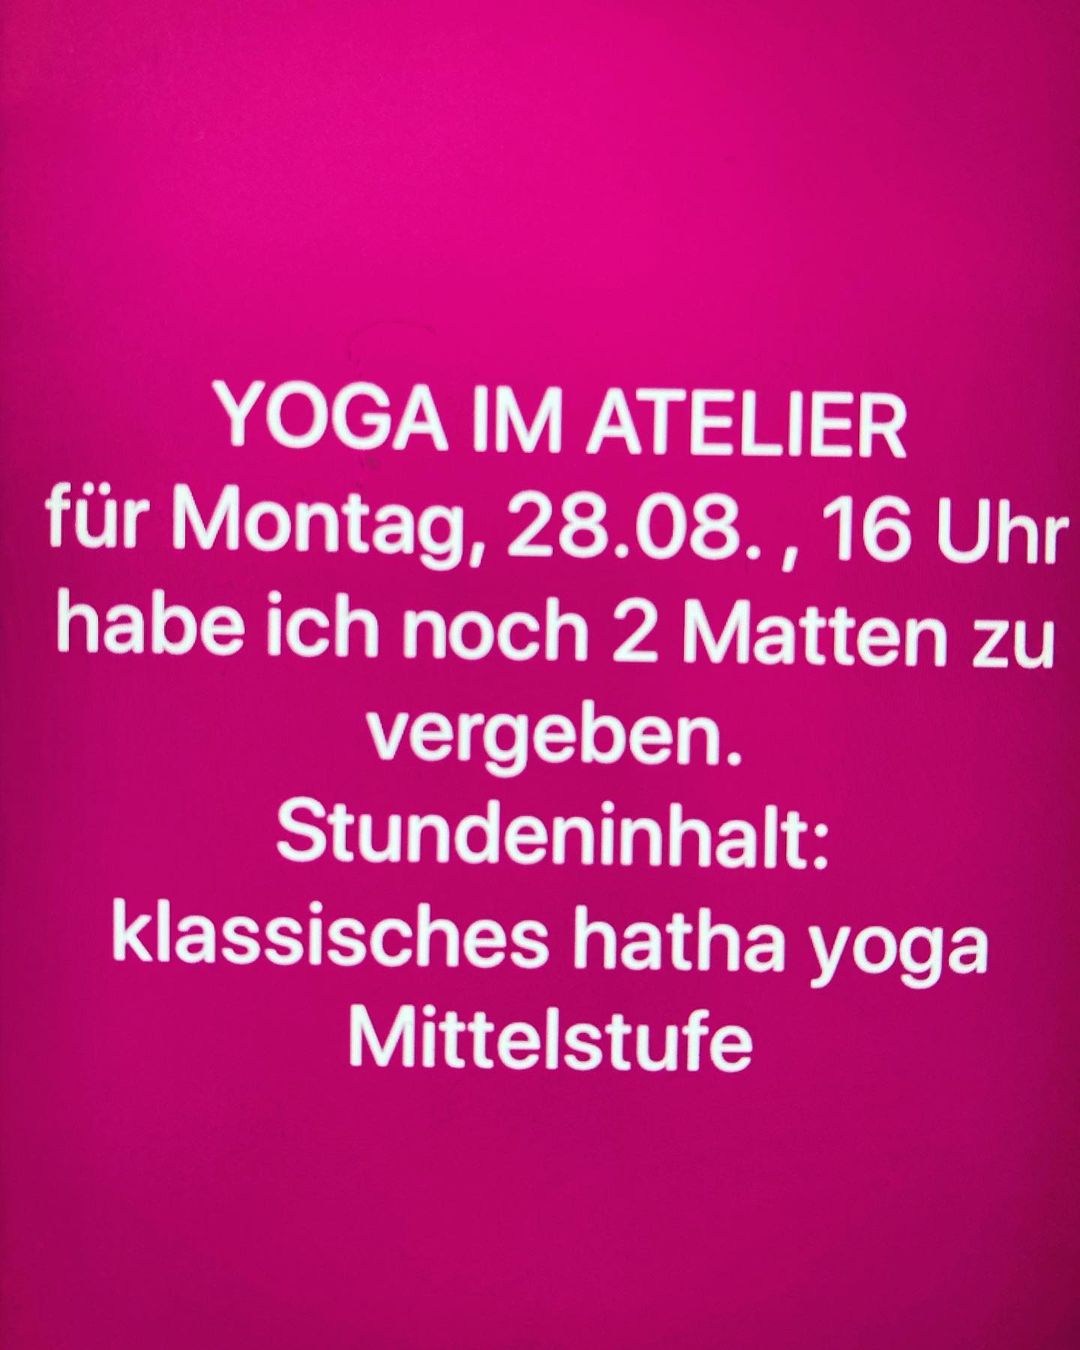 YOGA IM ATELIER
für Montag, 28.08. , 16 Uhr
habe ich noch 2 Matten zu
vergeben.
Stundeninhalt:
klassisches hatha yoga
Mittelstufe